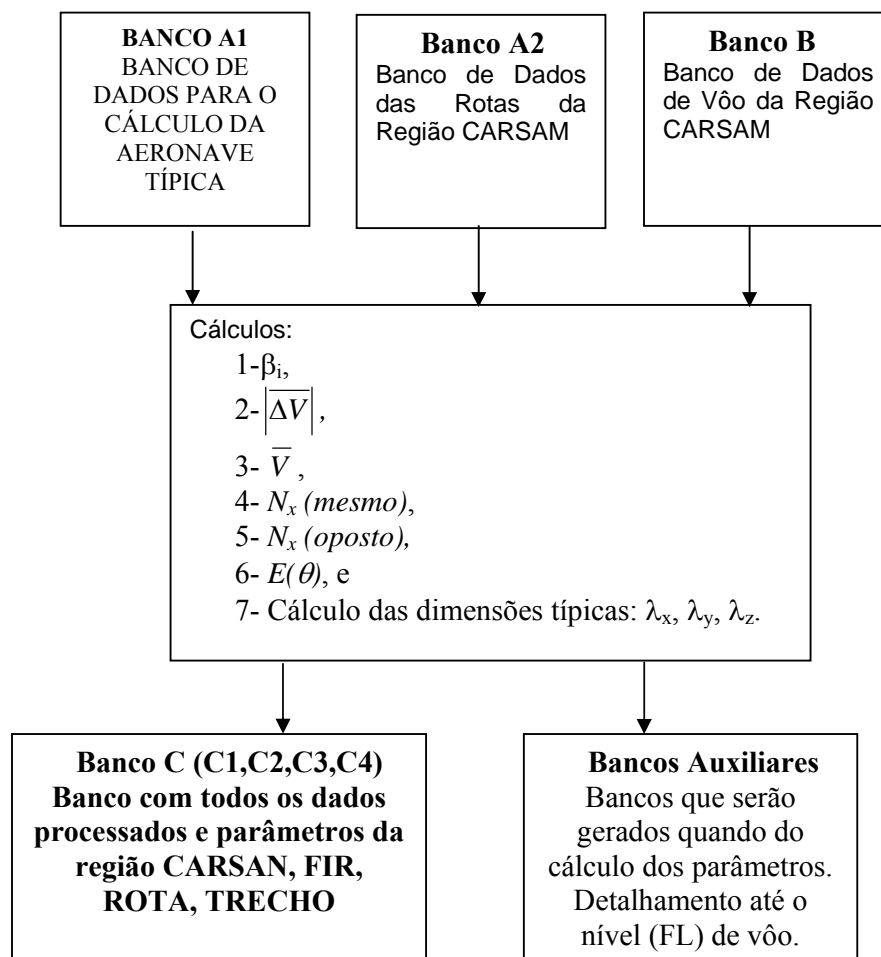 BANCO A1
BANCO DE
DADOS PARA O
CÁLCULO DA
AERONAVE
TÍPICA
Banco A2
Banco de Dados
das Rotas da
Região CARSAM
Banco B
Banco de Dados
de Vôo da Região
CARSAM
Cálculos:
1-βᵢ,
2-|Δ̅V̅|,
3- V̅ ,
4- Nₓ (mesmo),
5- Nₓ (oposto),
6- E(θ), e
7- Cálculo das dimensões típicas: λx, λy, λz.
Banco C (C1,C2,C3,C4)
Banco com todos os dados
processados e parâmetros da
região CARSAN, FIR,
ROTA, TRECHO
Bancos Auxiliares
Bancos que serão
gerados quando do
cálculo dos parâmetros.
Detalhamento até o
nível (FL) de vôo.